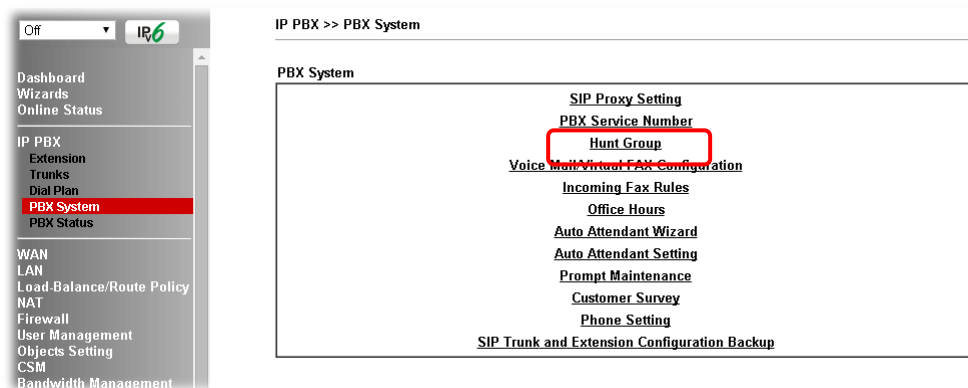 Off
IPv6
Dashboard
Wizards
Online Status
IP PBX
Extension
Trunks
Dial Plan
PBX System
PBX Status
WAN
LAN
Load-Balance/Route Policy
NAT
Firewall
User Management
Objects Setting
CSM
Bandwidth Management
IP PBX >> PBX System
PBX System
SIP Proxy Setting
PBX Service Number
Hunt Group
Voice Mail/Virtual FAX Configuration
Incoming Fax Rules
Office Hours
Auto Attendant Wizard
Auto Attendant Setting
Prompt Maintenance
Customer Survey
Phone Setting
SIP Trunk and Extension Configuration Backup